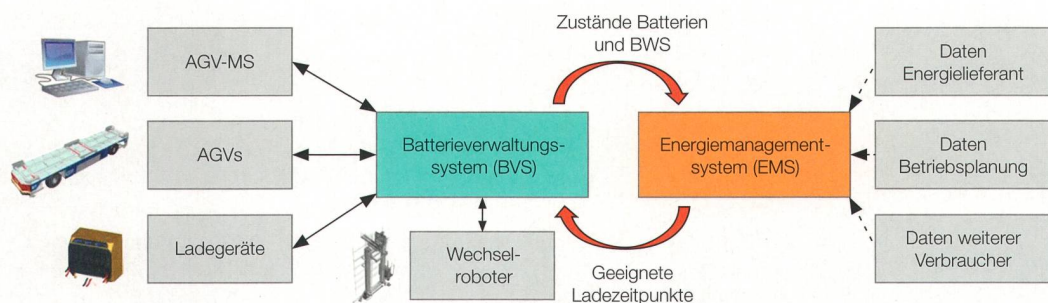 Zustände Batterien
und BWS
AGV-MS
Daten
Energielieferant
AGVs
Batterieverwaltungs-
system (BVS)
Energiemanagement-
system (EMS)
Daten
Betriebsplanung
Ladegeräte
Wechsel-
roboter
Geeignete
Ladezeitpunkte
Daten weiterer
Verbraucher